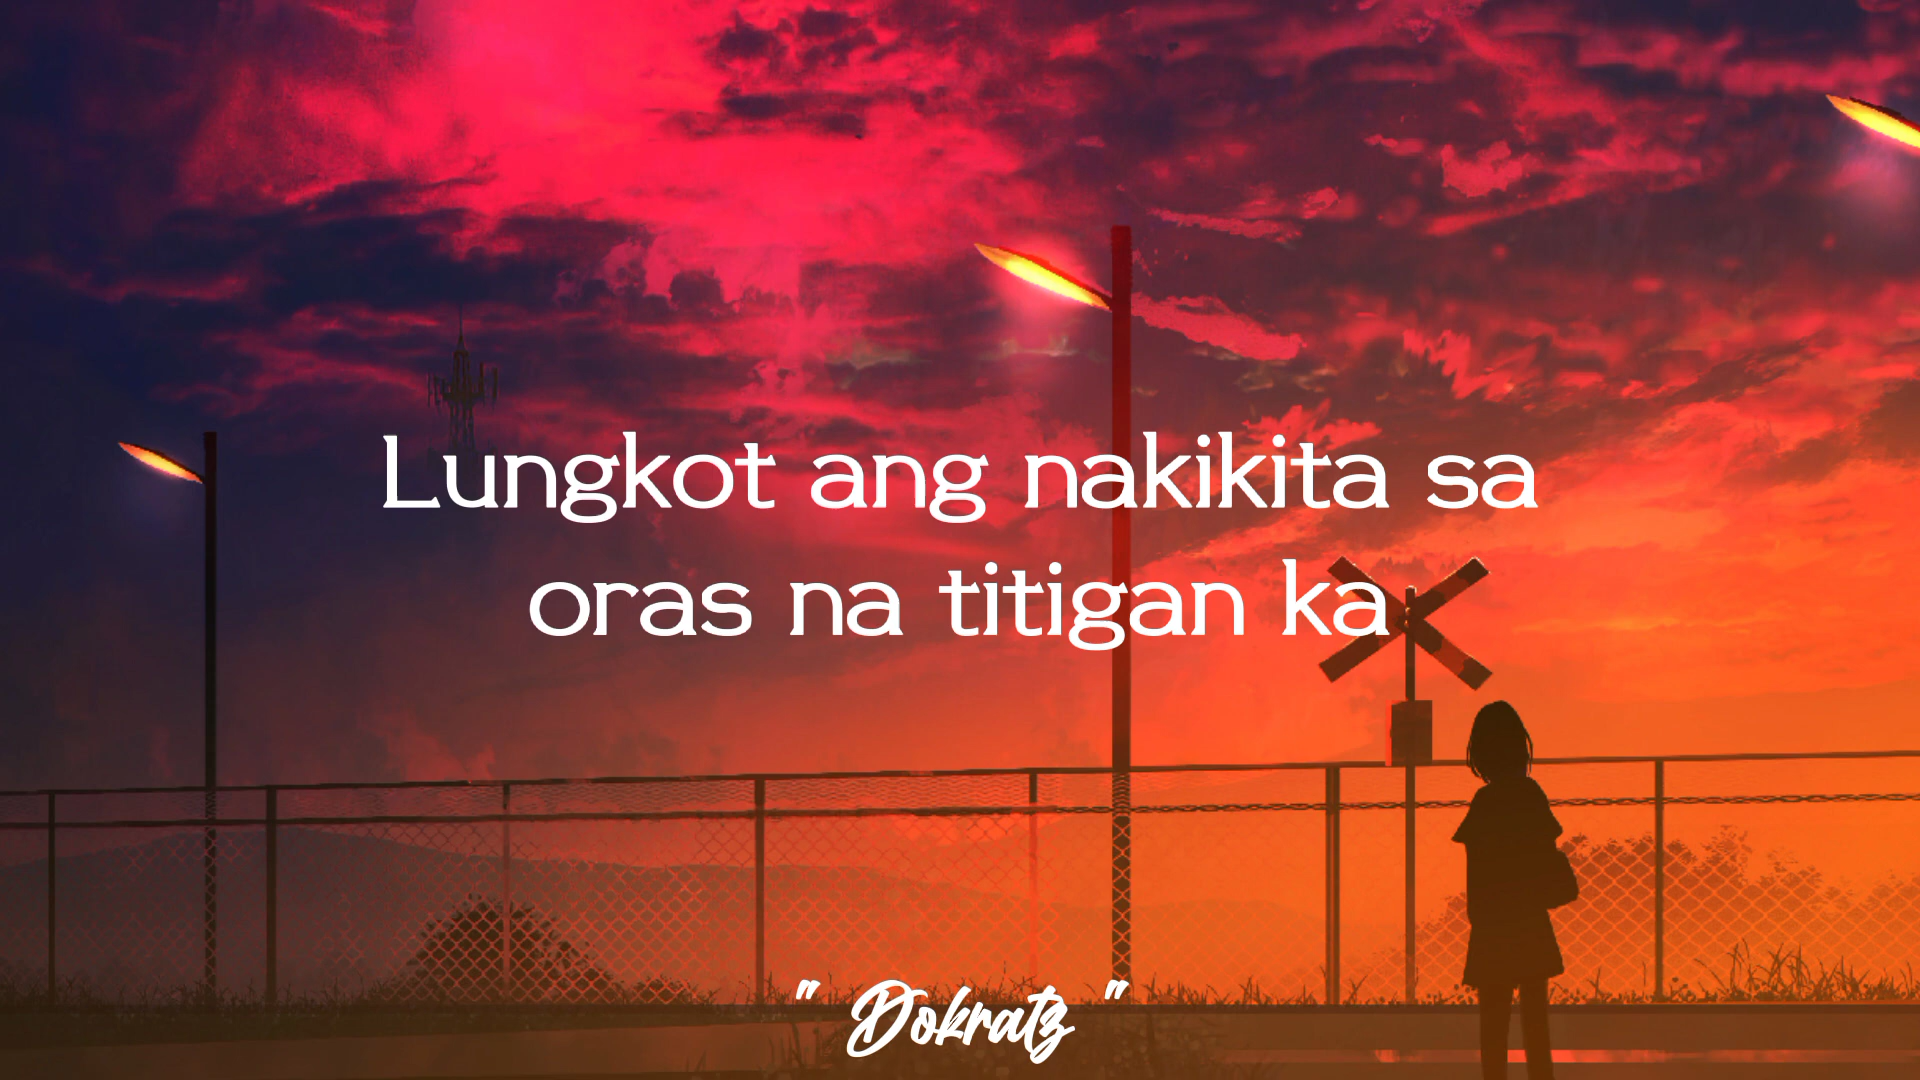 Lungkot ang nakikita sa
oras na titigan ka
" Dokratz "